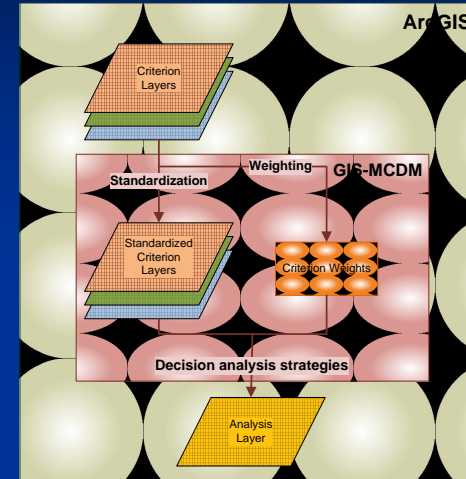 ArcGIS
Criterion
Layers
Weighting
GIS-MCDM
Standardization
Standardized
Criterion
Layers
Criterion Weights
Decision analysis strategies
Analysis
Layer